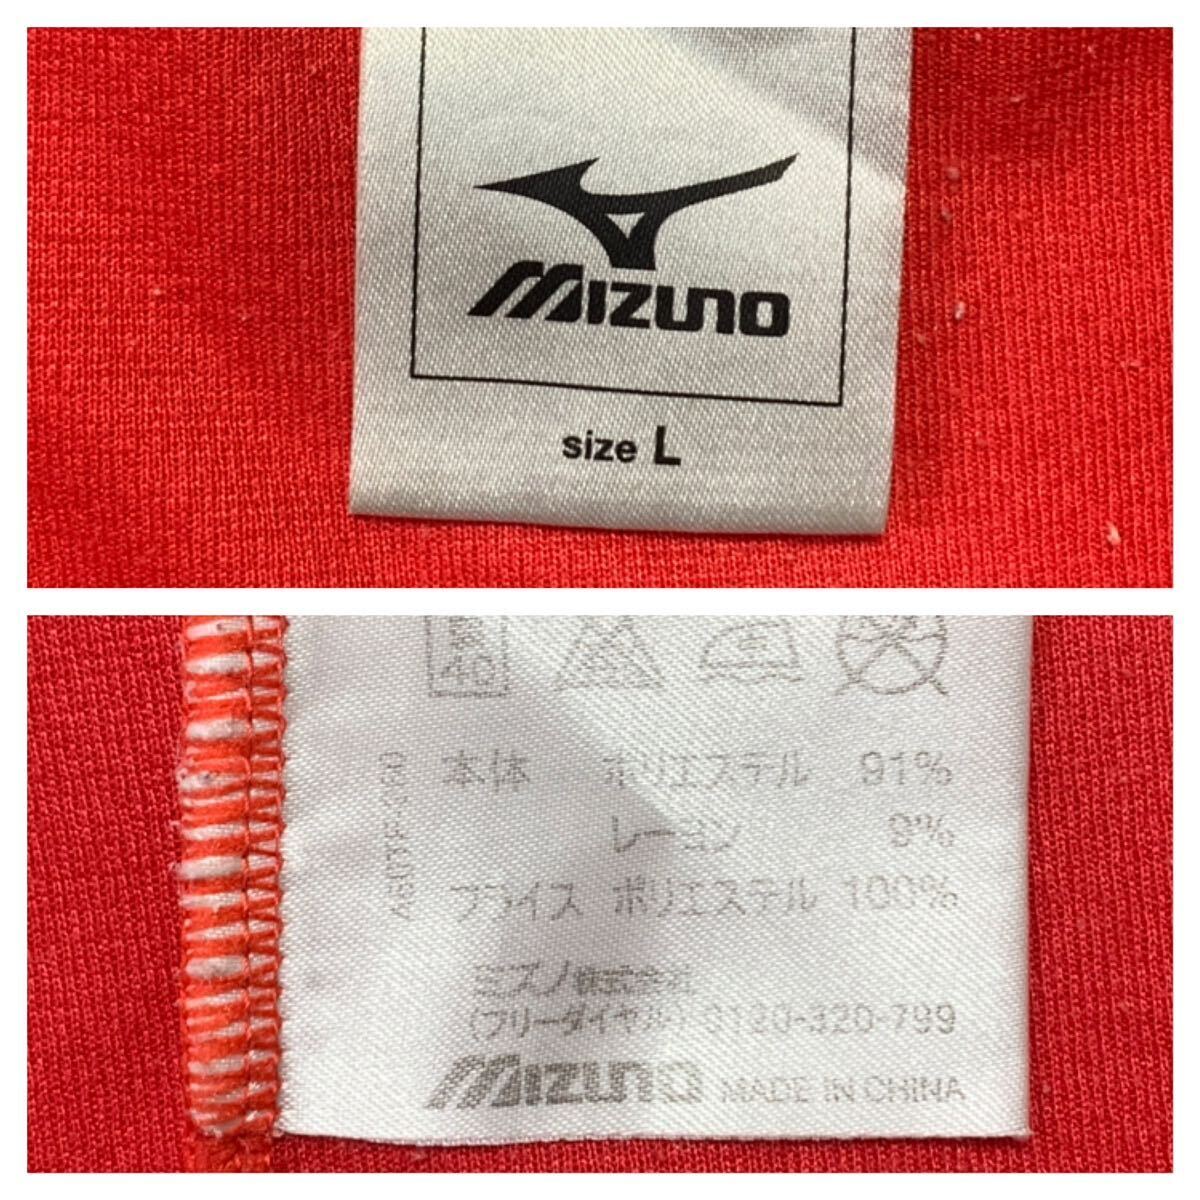 Mizuno
size L
40
本体 ポリエステル 91%
レーヨン 9%
フライス ポリエステル 100%
ミズノ株式会社
(フリーダイヤル) 0120-320-799
Mizuno MADE IN CHINA